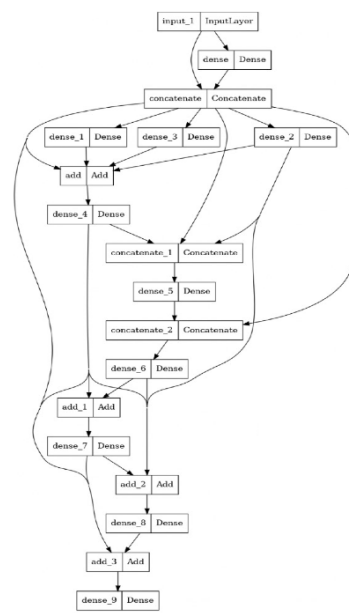 input_1 InputLayer
dense Dense
concatenate Concatenate
dense_1 Dense
dense_3 Dense
dense_2 Dense
add Add
dense_4 Dense
concatenate_1 Concatenate
dense_5 Dense
concatenate_2 Concatenate
dense_6 Dense
add_1 Add
dense_7 Dense
add_2 Add
dense_8 Dense
add_3 Add
dense_9 Dense